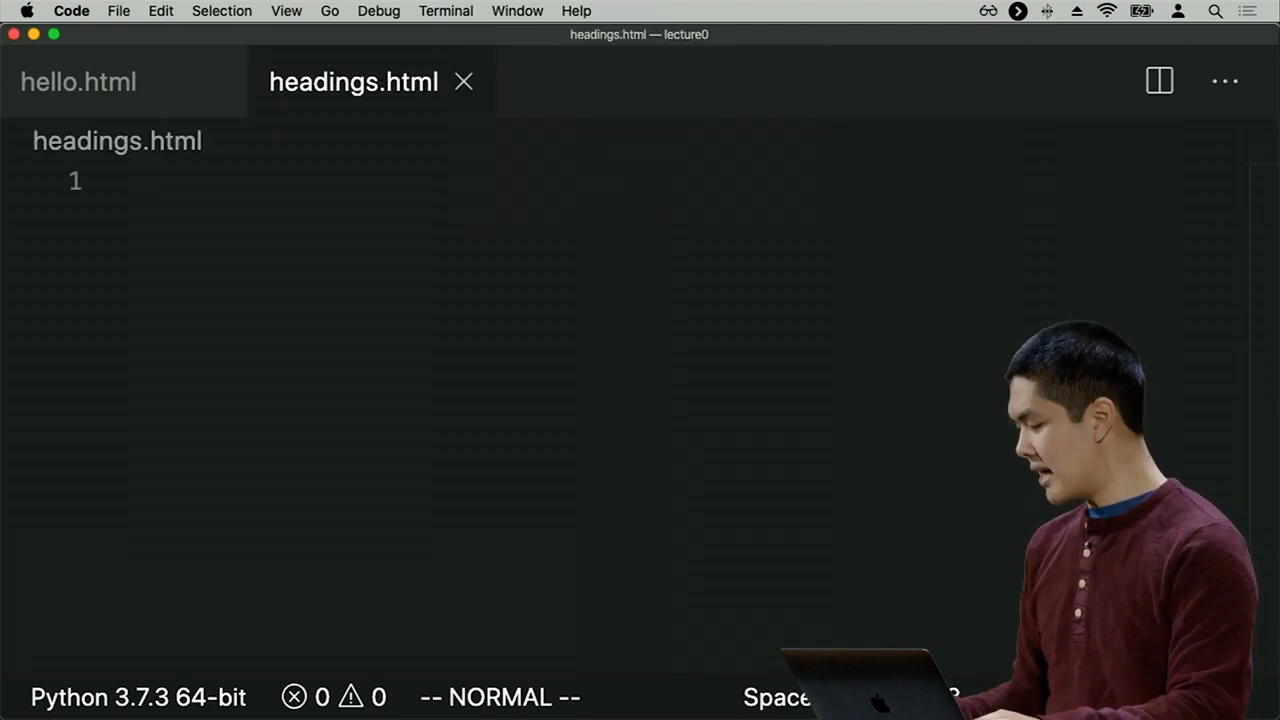 Code File Edit Selection View Go Debug Terminal Window Help
headings.html — lecture0
hello.html headings.html
headings.html
1
Python 3.7.3 64-bit 0 0 -- NORMAL --